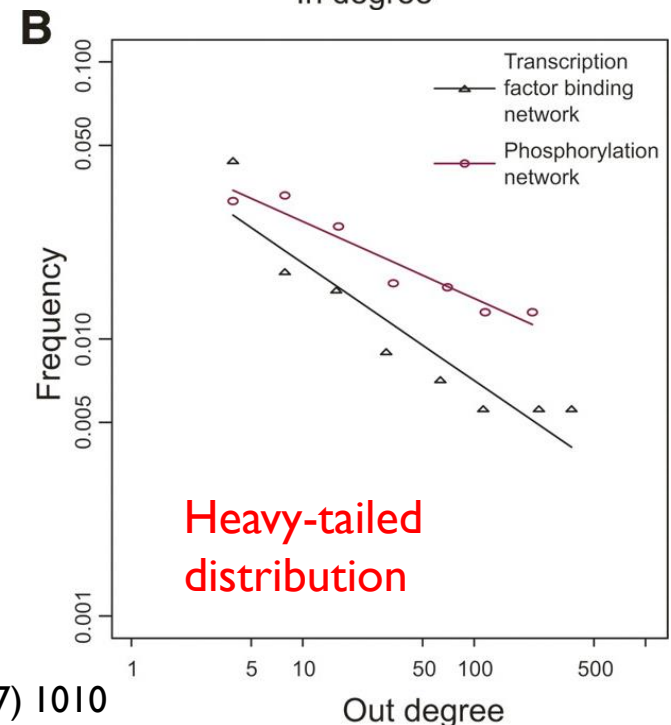 In degree
B
Transcription
factor binding
network
Phosphorylation
network
Frequency
0.100
0.050
0.010
0.005
0.001
Heavy-tailed
distribution
1 5 10 50 100 500
7) 1010
Out degree